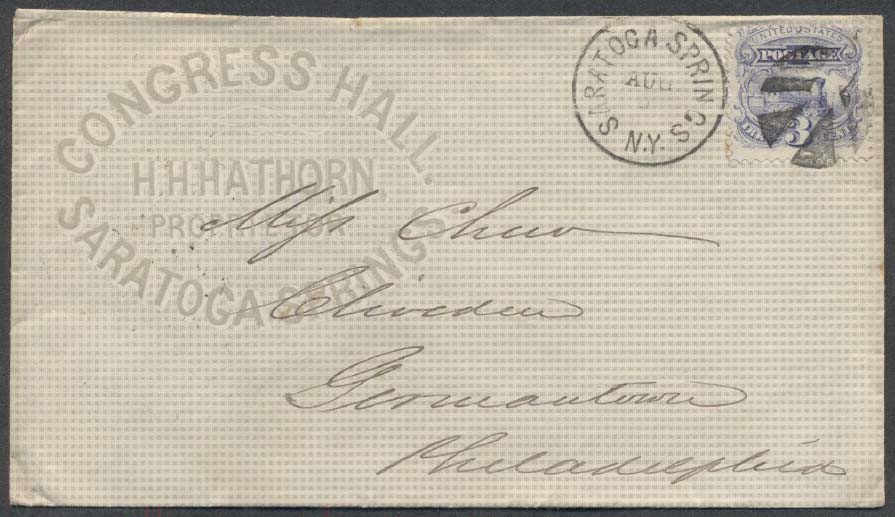 CONGRESS HALL.
H.H.HATHORN
PROPRIETOR
SARATOGA SPRINGS
SARATOGA SPRINGS
N.Y.
AUG
UNITED STATES
POSTAGE
3
Miss Chew
Cliveden
Germantown
Philadelphia